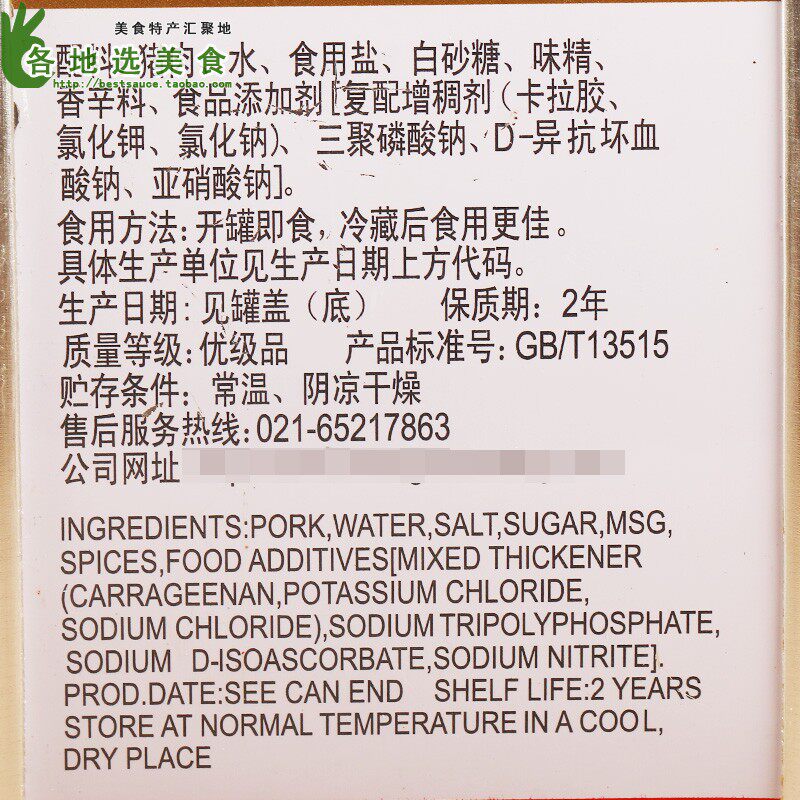 美食特产汇聚地
各地选美食
http://bestsauce.taobao.com
配料 猪肉、水、食用盐、白砂糖、味精、
香辛料、食品添加剂[复配增稠剂（卡拉胶、
氯化钾、氯化钠）、三聚磷酸钠、D-异抗坏血
酸钠、亚硝酸钠]。
食用方法：开罐即食，冷藏后食用更佳。
具体生产单位见生产日期上方代码。
生产日期：见罐盖（底） 保质期：2年
质量等级：优级品 产品标准号：GB/T13515
贮存条件：常温、阴凉干燥
售后服务热线：021-65217863
公司网址
INGREDIENTS:PORK,WATER,SALT,SUGAR,MSG,
SPICES,FOOD ADDITIVES[MIXED THICKENER
(CARRAGEENAN,POTASSIUM CHLORIDE,
SODIUM CHLORIDE),SODIUM TRIPOLYPHOSPHATE,
SODIUM D-ISOASCORBATE,SODIUM NITRITE].
PROD.DATE:SEE CAN END SHELF LIFE:2 YEARS
STORE AT NORMAL TEMPERATURE IN A COOL,
DRY PLACE